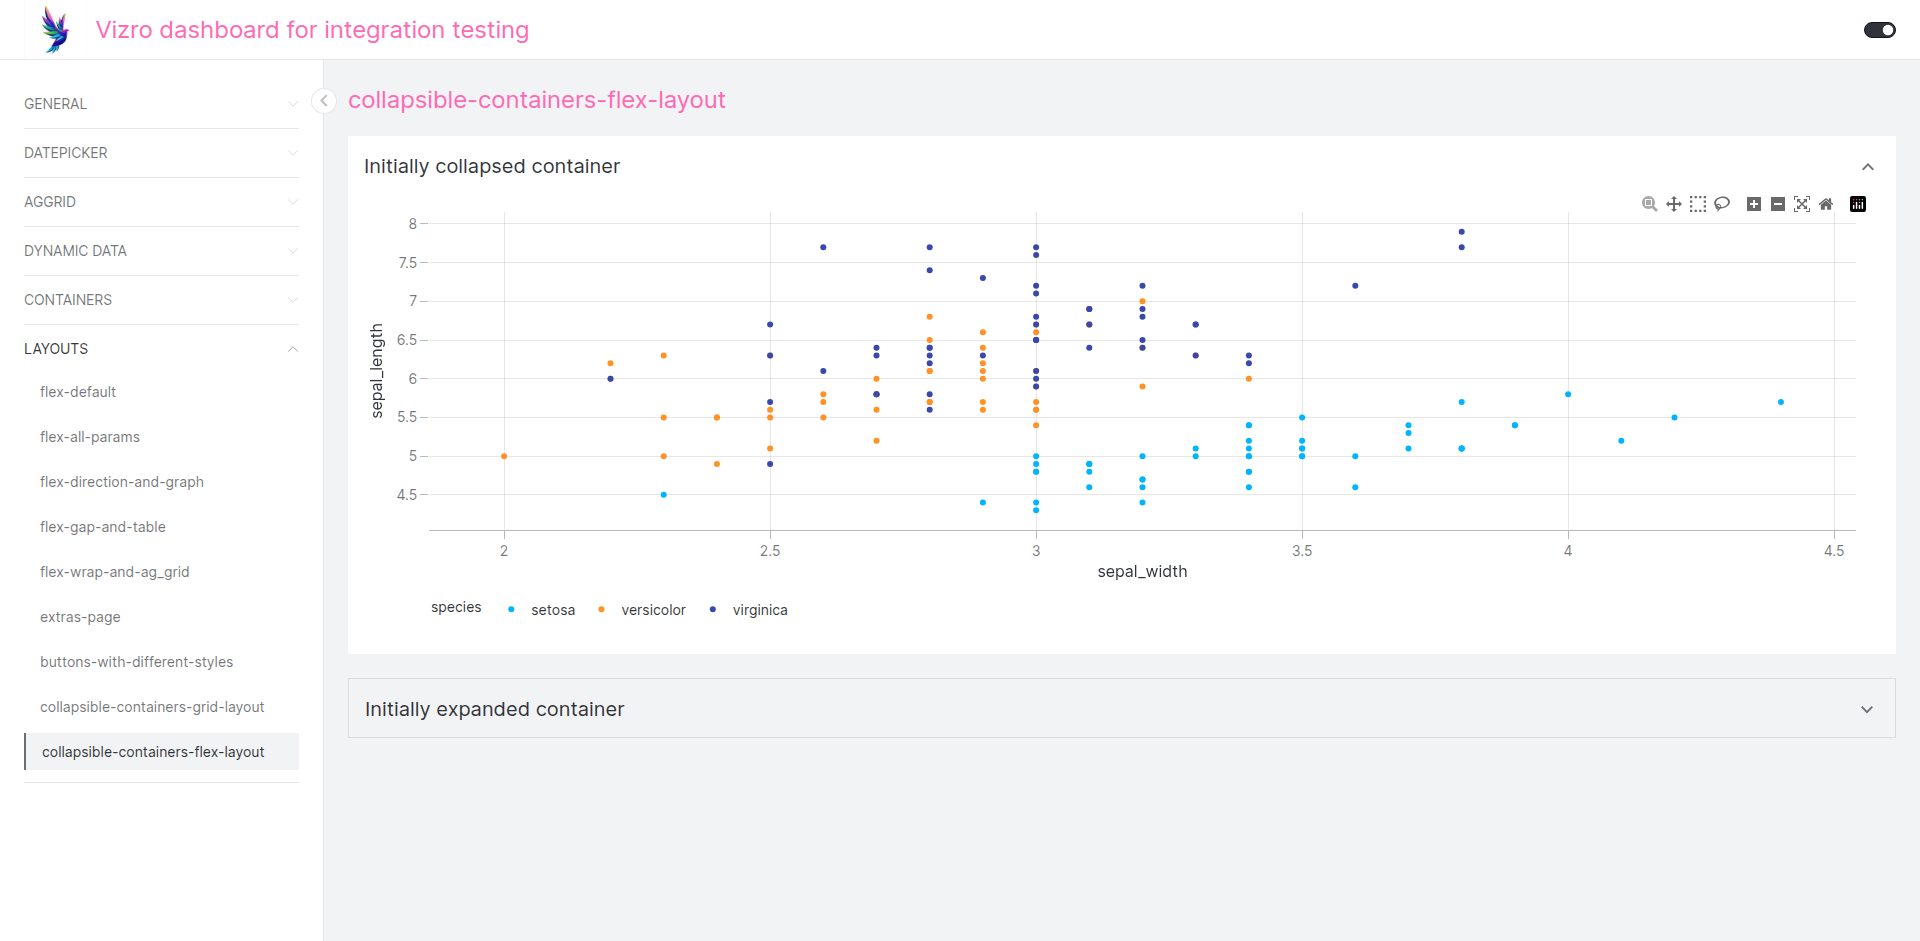 Vizro dashboard for integration testing
GENERAL
DATEPICKER
AGGRID
DYNAMIC DATA
CONTAINERS
LAYOUTS
flex-default
flex-all-params
flex-direction-and-graph
flex-gap-and-table
flex-wrap-and-ag_grid
extras-page
buttons-with-different-styles
collapsible-containers-grid-layout
collapsible-containers-flex-layout
collapsible-containers-flex-layout
Initially collapsed container
8
7.5
7
6.5
6
5.5
5
4.5
sepal_length
2 2.5 3 3.5 4 4.5
sepal_width
species setosa versicolor virginica
Initially expanded container